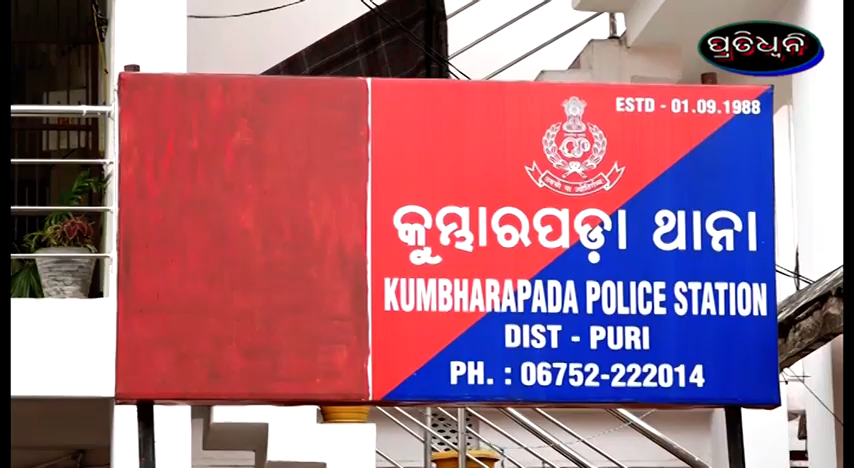 ପ୍ରତିଧ୍ୱନି
ESTD - 01.09.1988
କୁମ୍ଭାରପଡ଼ା ଥାନା
KUMBHARAPADA POLICE STATION
DIST - PURI
PH. : 06752-222014